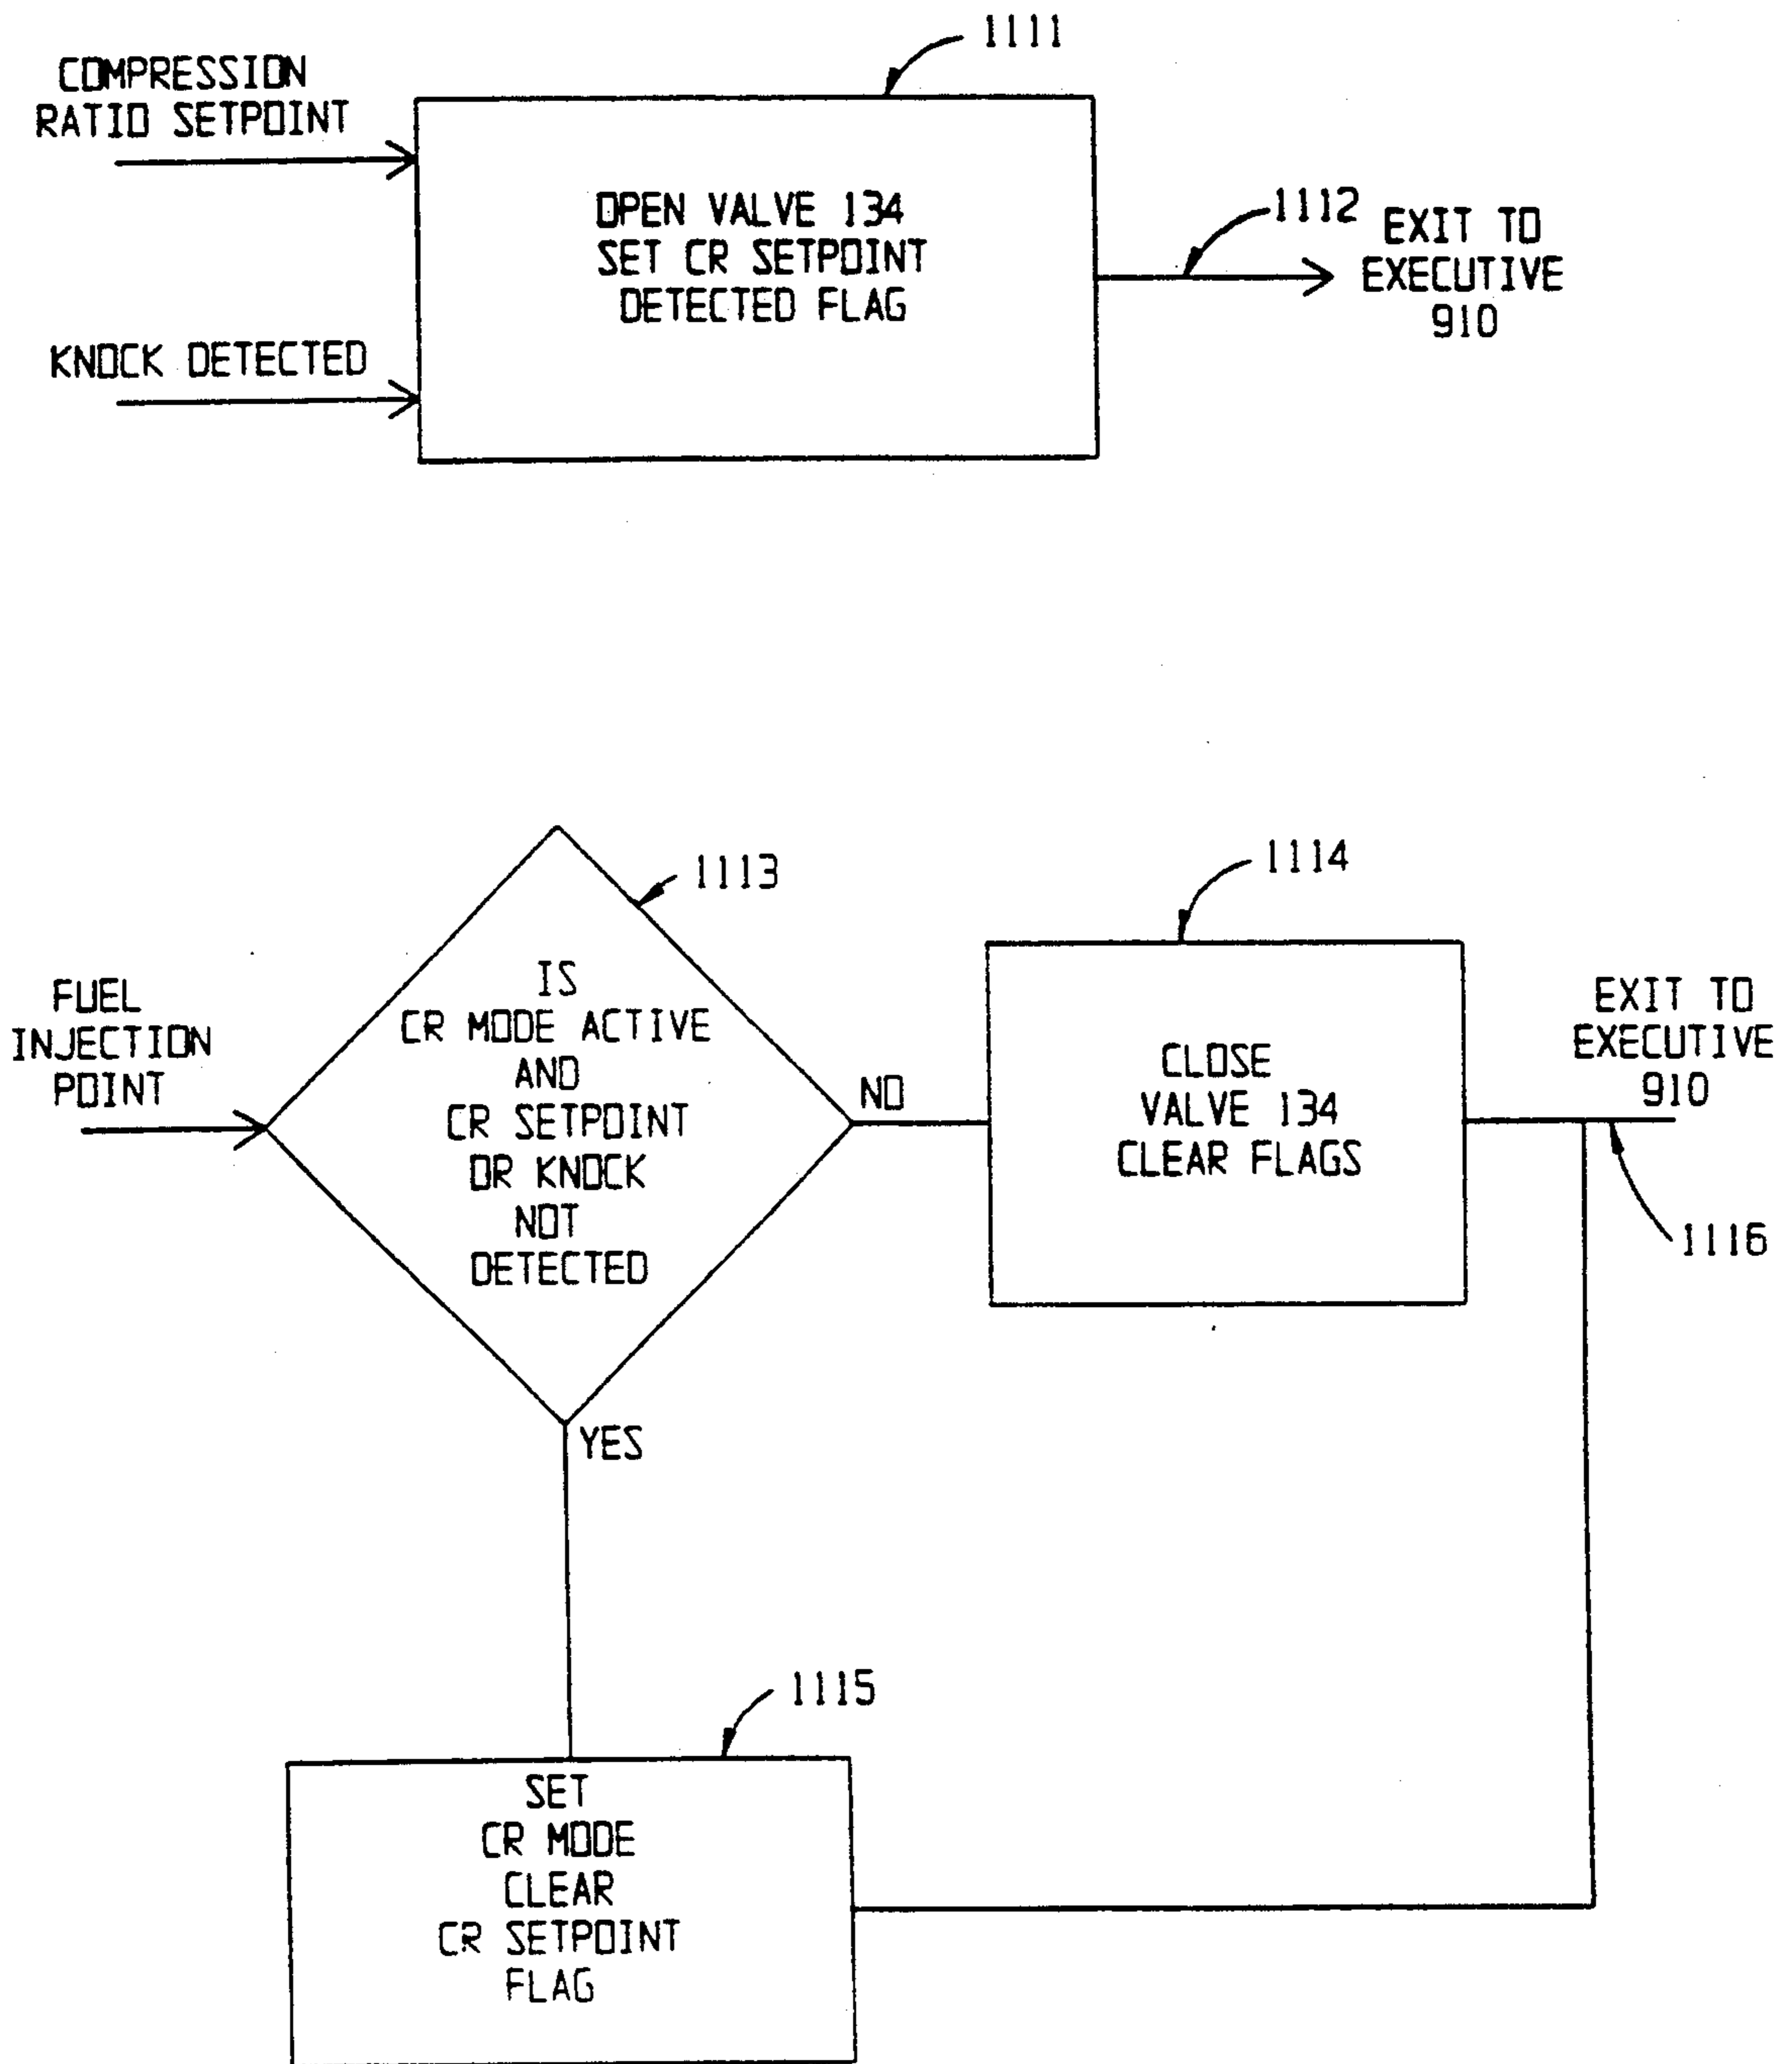 1111
COMPRESSION
RATIO SETPOINT
OPEN VALVE 134
SET CR SETPOINT
DETECTED FLAG
1112
EXIT TO
EXECUTIVE
910
KNOCK DETECTED
1113
1114
FUEL
INJECTION
POINT
IS
CR MODE ACTIVE
AND
CR SETPOINT
OR KNOCK
NOT
DETECTED
NO
CLOSE
VALVE 134
CLEAR FLAGS
EXIT TO
EXECUTIVE
910
1116
YES
1115
SET
CR MODE
CLEAR
CR SETPOINT
FLAG